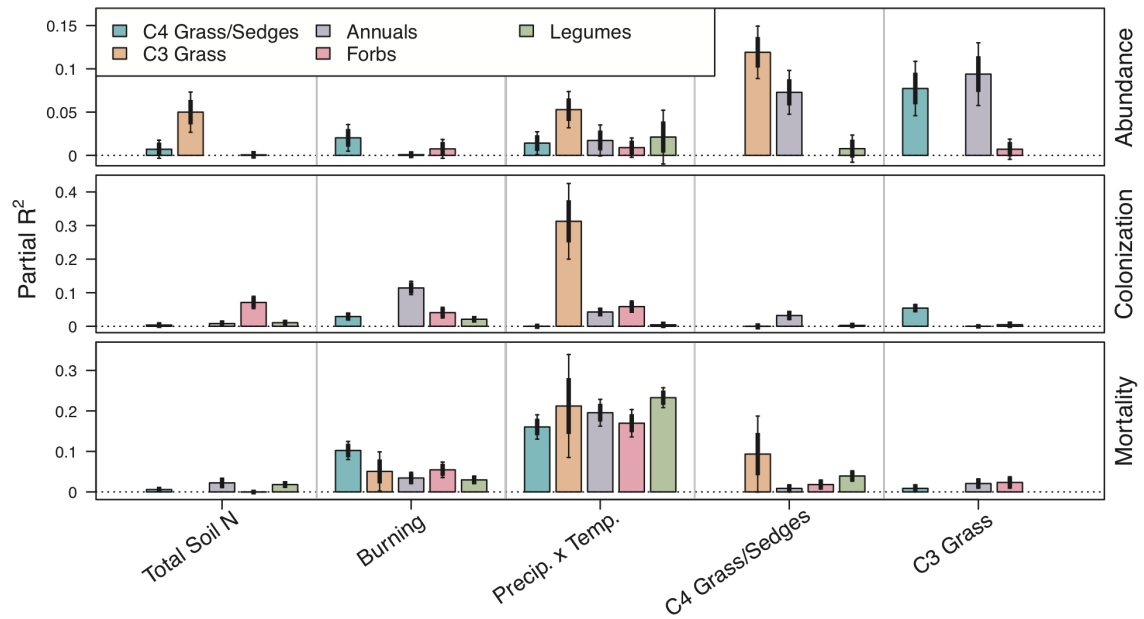 C4 Grass/Sedges
Annuals
Legumes
C3 Grass
Forbs
0.15
0.1
0.05
0
Abundance
0.4
0.3
0.2
0.1
0
Colonization
0.3
0.2
0.1
0
Mortality
Partial R²
Total Soil N
Burning
Precip. x Temp.
C4 Grass/Sedges
C3 Grass